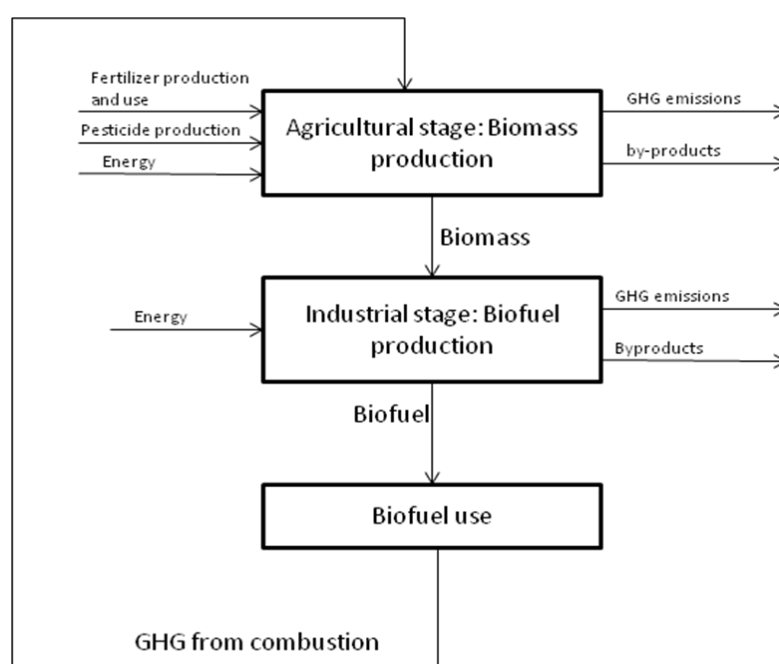 Fertilizer production
and use
Pesticide production
Energy
Agricultural stage: Biomass
production
GHG emissions
by-products
Biomass
Energy
Industrial stage: Biofuel
production
GHG emissions
Byproducts
Biofuel
Biofuel use
GHG from combustion